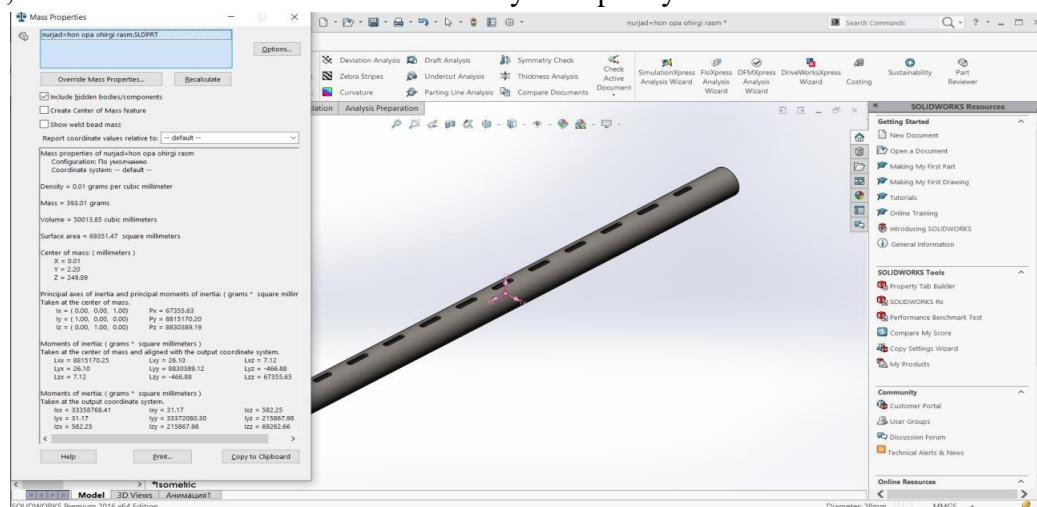 Mass Properties
nurjad=hon opa ohirgi rasm.SLDPRT
Options...
Override Mass Properties...
Recalculate
Include hidden bodies/components
Create Center of Mass feature
Show weld bead mass
Report coordinate values relative to: -- default --
Mass properties of nurjad=hon opa ohirgi rasm
Configuration: По умолчанию
Coordinate system: -- default --
Density = 0.01 grams per cubic millimeter
Mass = 393.01 grams
Volume = 50013.85 cubic millimeters
Surface area = 69351.47 square millimeters
Center of mass: ( millimeters )
X = 0.01
Y = 2.20
Z = 249.89
Principal axes of inertia and principal moments of inertia: ( grams * square millim
Taken at the center of mass.
Ix = ( 0.00, 0.00, 1.00) Px = 67355.63
Iy = ( 1.00, 0.00, 0.00) Py = 8815170.20
Iz = ( 0.00, 1.00, 0.00) Pz = 8830389.19
Moments of inertia: ( grams * square millimeters )
Taken at the center of mass and aligned with the output coordinate system.
Lxx = 8815170.25 Lxy = 26.10 Lxz = 7.12
Lyx = 26.10 Lyy = 8830389.12 Lyz = -466.88
Lzx = 7.12 Lzy = -466.88 Lzz = 67355.65
Moments of inertia: ( grams * square millimeters )
Taken at the output coordinate system.
Ixx = 33358768.41 Ixy = 31.17 Ixz = 582.25
Iyx = 31.17 Iyy = 33372080.30 Iyz = 215867.98
Izx = 582.25 Izy = 215867.98 Izz = 69262.66
Help
Print...
Copy to Clipboard
nurjad=hon opa ohirgi rasm *
Search Commands
Deviation Analysis
Draft Analysis
Symmetry Check
Zebra Stripes
Undercut Analysis
Thickness Analysis
Curvature
Parting Line Analysis
Compare Documents
Check
Active
Document
SimulationXpress
Analysis Wizard
FloXpress
Analysis
Wizard
DFMXpress
Analysis
Wizard
DriveWorksXpress
Wizard
Costing
Sustainability
Part
Reviewer
lation
Analysis Preparation
SOLIDWORKS Resources
Getting Started
New Document
Open a Document
Making My First Part
Making My First Drawing
Tutorials
Online Training
Introducing SOLIDWORKS
General Information
SOLIDWORKS Tools
Property Tab Builder
SOLIDWORKS Rx
Performance Benchmark Test
Compare My Score
Copy Settings Wizard
My Products
Community
Customer Portal
User Groups
Discussion Forum
Technical Alerts & News
Online Resources
*Isometric
Model
3D Views
Анимация1
SOLIDWORKS Premium 2016 x64 Edition
Diameter: 28mm
MMGS